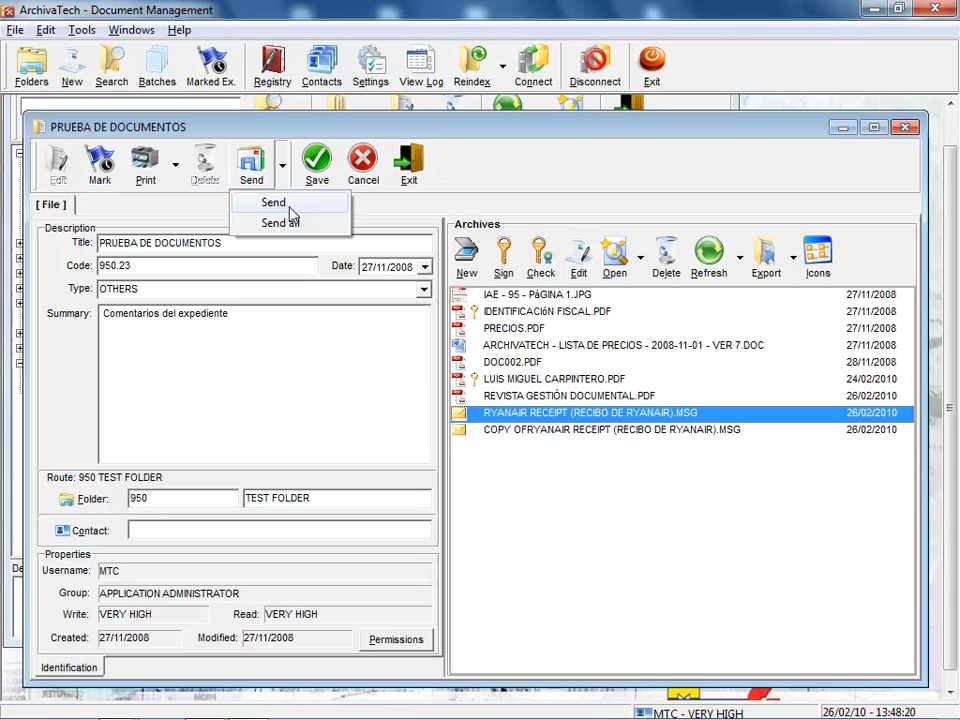 ArchivaTech - Document Management
File Edit Tools Windows Help
Folders New Search Batches Marked Ex. Registry Contacts Settings View Log Reindex Connect Disconnect Exit
PRUEBA DE DOCUMENTOS
Edit Mark Print Delete Send Save Cancel Exit
Send
Send all
[ File ]
Description
Title: PRUEBA DE DOCUMENTOS
Code: 950.23 Date: 27/11/2008
Type: OTHERS
Summary: Comentarios del expediente
Route: 950 TEST FOLDER
Folder: 950 TEST FOLDER
Contact:
Properties
Username: MTC
Group: APPLICATION ADMINISTRATOR
Write: VERY HIGH Read: VERY HIGH
Created: 27/11/2008 Modified: 27/11/2008 Permissions
Identification
Archives
New Sign Check Edit Open Delete Refresh Export Icons
IAE - 95 - PáGINA 1.JPG 27/11/2008
IDENTIFICACIóN FISCAL.PDF 27/11/2008
PRECIOS.PDF 27/11/2008
ARCHIVATECH - LISTA DE PRECIOS - 2008-11-01 - VER 7.DOC 27/11/2008
DOC002.PDF 28/11/2008
LUIS MIGUEL CARPINTERO.PDF 24/02/2010
REVISTA GESTIÓN DOCUMENTAL.PDF 26/02/2010
RYANAIR RECEIPT (RECIBO DE RYANAIR).MSG 26/02/2010
COPY OFRYANAIR RECEIPT (RECIBO DE RYANAIR).MSG 26/02/2010
De
MTC - VERY HIGH 26/02/10 - 13:48:20